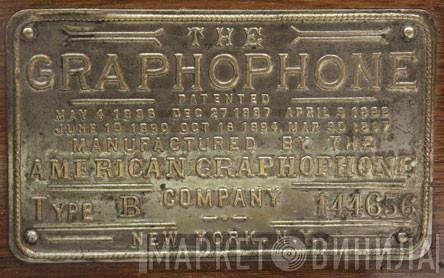 THE
GRAPHOPHONE
PATENTED
MAY 4 1886 DEC 27 1887 APRIL 5 1892
JUNE 19 1890 OCT 16 1894 MAR 30 1897
MANUFACTURED BY THE
AMERICAN GRAPHOPHONE
COMPANY
TYPE B 144656
NEW YORK N.Y.
МАРКЕТ ВИНИЛА